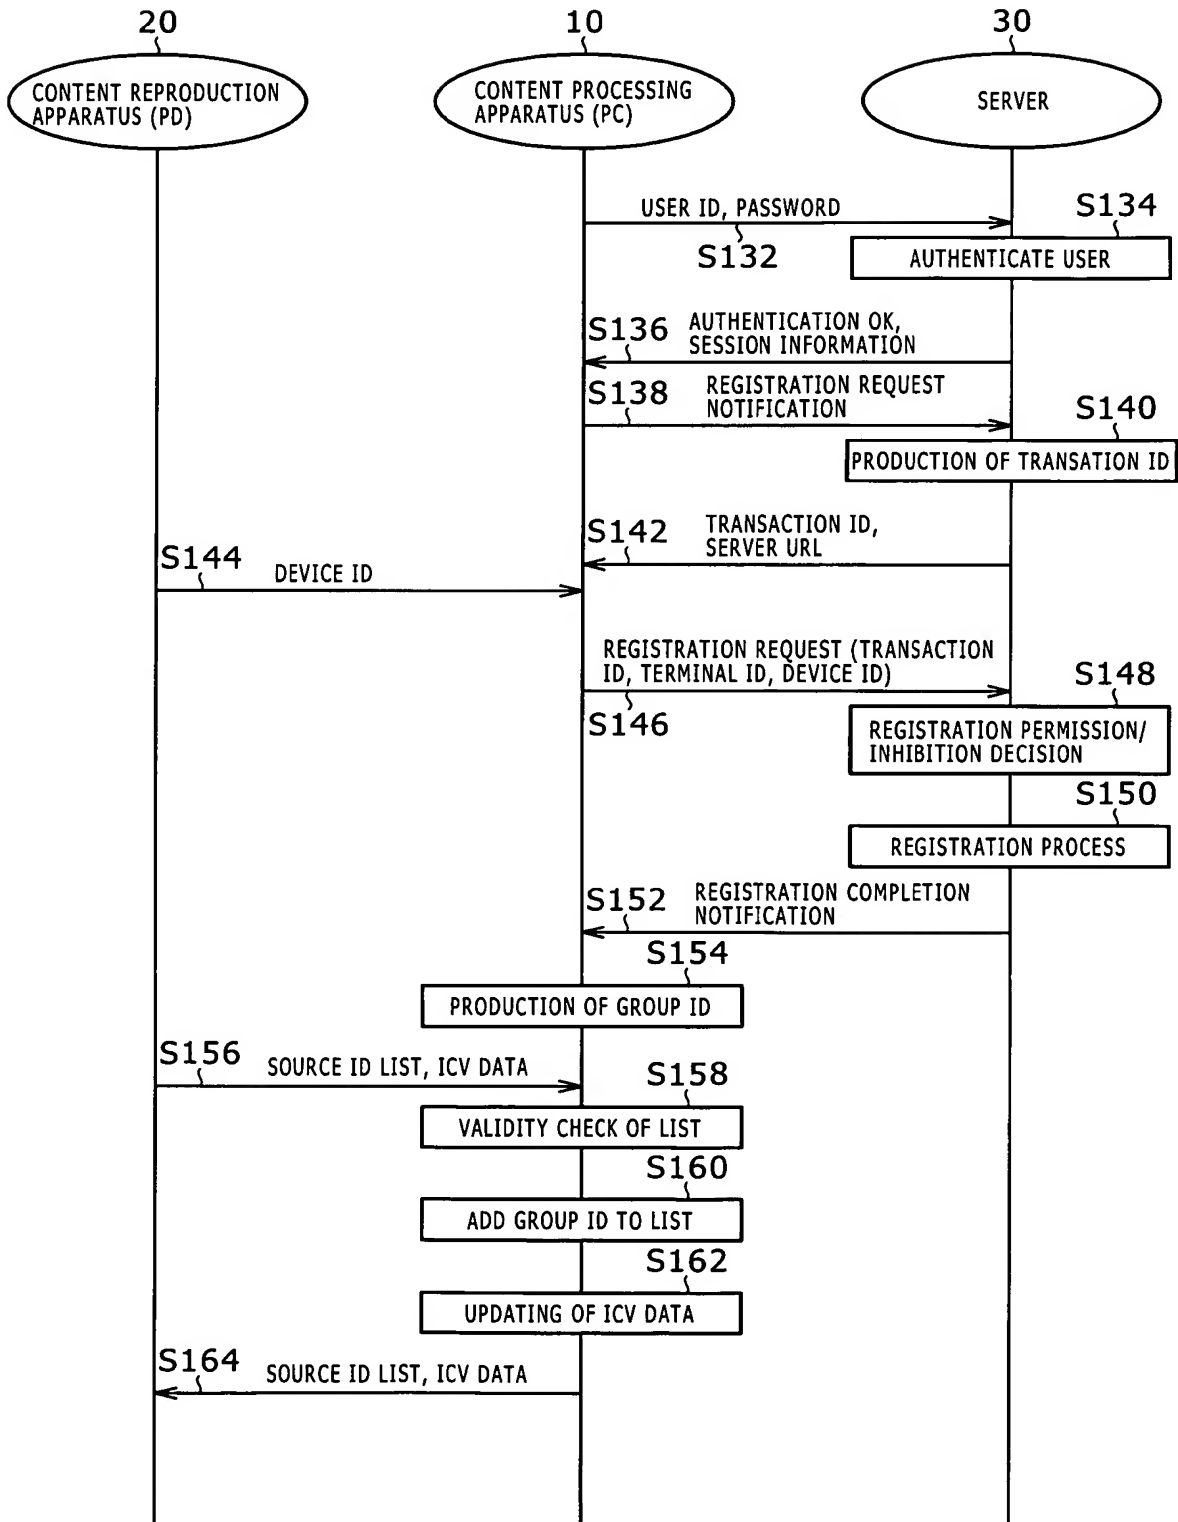 20
10
30
CONTENT REPRODUCTION
APPARATUS (PD)
CONTENT PROCESSING
APPARATUS (PC)
SERVER
USER ID, PASSWORD
S132
S134
AUTHENTICATE USER
S136
AUTHENTICATION OK,
SESSION INFORMATION
S138
REGISTRATION REQUEST
NOTIFICATION
S140
PRODUCTION OF TRANSATION ID
S142
TRANSACTION ID,
SERVER URL
S144
DEVICE ID
REGISTRATION REQUEST (TRANSACTION
ID, TERMINAL ID, DEVICE ID)
S146
S148
REGISTRATION PERMISSION/
INHIBITION DECISION
S150
REGISTRATION PROCESS
S152
REGISTRATION COMPLETION
NOTIFICATION
S154
PRODUCTION OF GROUP ID
S156
SOURCE ID LIST, ICV DATA
S158
VALIDITY CHECK OF LIST
S160
ADD GROUP ID TO LIST
S162
UPDATING OF ICV DATA
S164
SOURCE ID LIST, ICV DATA